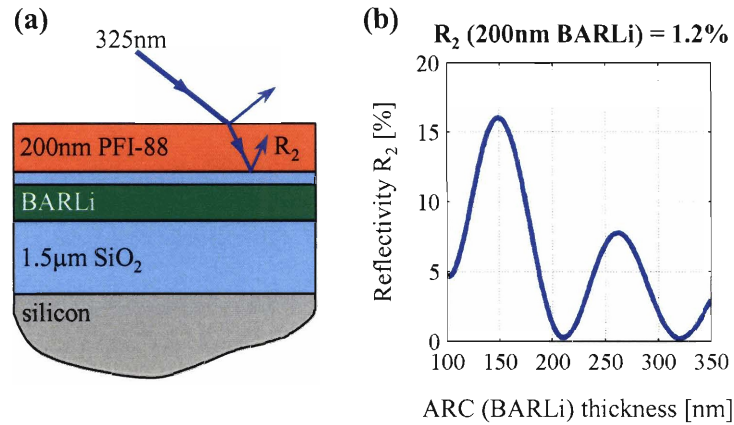 (a)
325nm
200nm PFI-88
R₂
BARLi
1.5μm SiO₂
silicon
(b)
R₂ (200nm BARLi) = 1.2%
Reflectivity R₂ [%]
20
15
10
5
0
100 150 200 250 300 350
ARC (BARLi) thickness [nm]